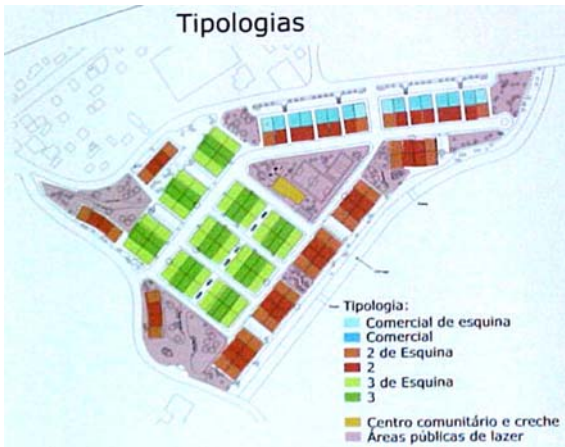 Tipologias
Tipologia:
Comercial de esquina
Comercial
2 de Esquina
2
3 de Esquina
3
Centro comunitário e creche
Áreas públicas de lazer